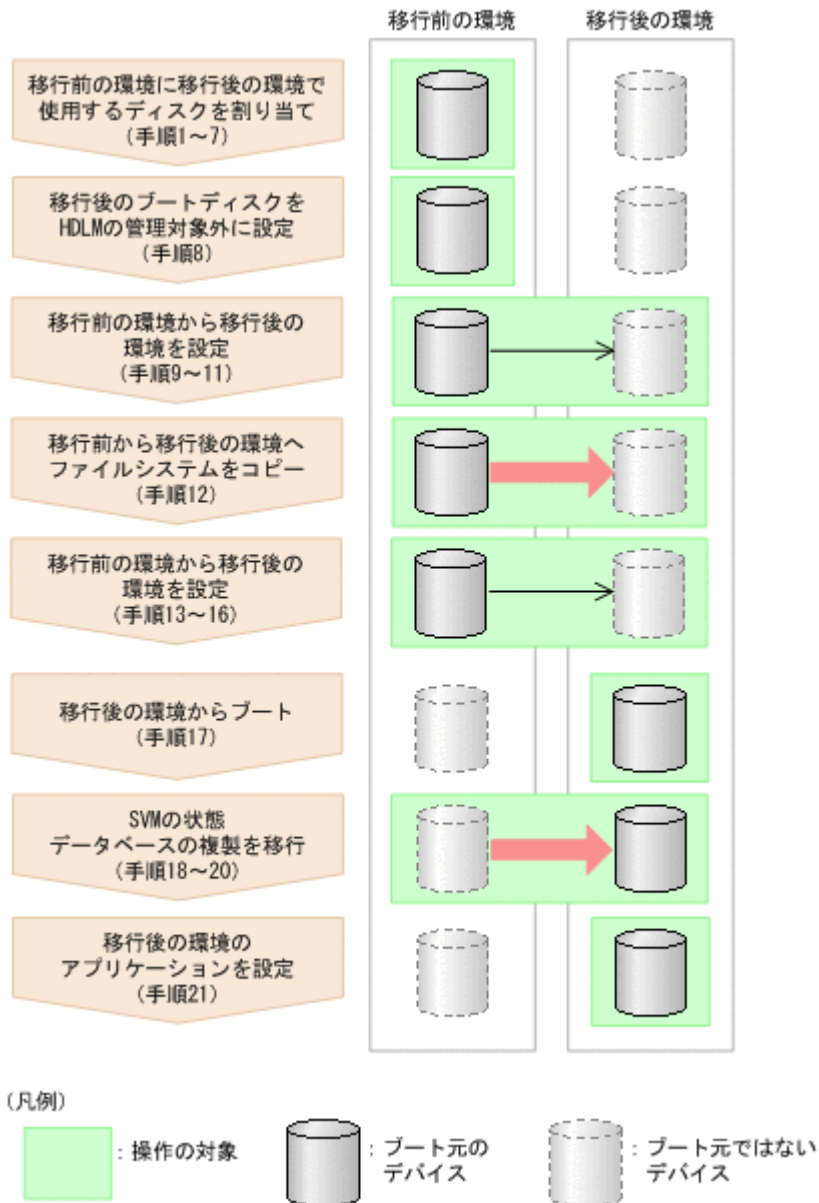 移行前の環境
移行後の環境
移行前の環境に移行後の環境で
使用するディスクを割り当て
(手順1～7)
移行後のブートディスクを
HDLMの管理対象外に設定
(手順8)
移行前の環境から移行後の
環境を設定
(手順9～11)
移行前から移行後の環境へ
ファイルシステムをコピー
(手順12)
移行前の環境から移行後の
環境を設定
(手順13～16)
移行後の環境からブート
(手順17)
SVMの状態
データベースの複製を移行
(手順18～20)
移行後の環境の
アプリケーションを設定
(手順21)
(凡例)
：操作の対象
：ブート元の
デバイス
：ブート元ではない
デバイス